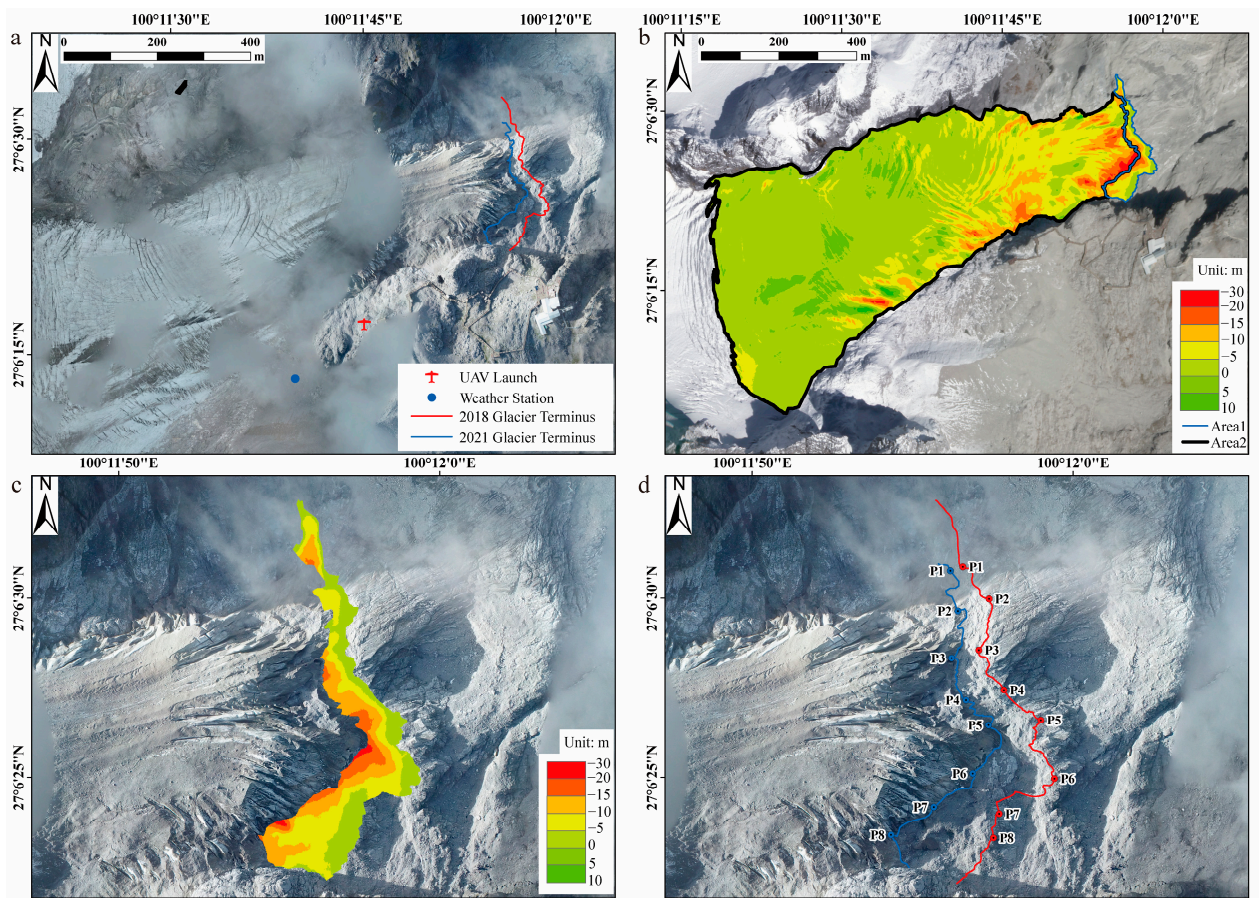 a
100°11'30"E
100°11'45"E
100°12'0"E
N
0
200
400
m
27°6'30"N
27°6'15"N
UAV Launch
Weather Station
2018 Glacier Terminus
2021 Glacier Terminus
b
100°11'15"E
100°11'30"E
100°11'45"E
100°12'0"E
N
0
200
400
m
27°6'30"N
27°6'15"N
Unit: m
−30
−20
−15
−10
−5
0
5
10
Area1
Area2
c
100°11'50"E
100°12'0"E
N
27°6'30"N
27°6'25"N
Unit: m
−30
−20
−15
−10
−5
0
5
10
d
100°11'50"E
100°12'0"E
N
27°6'30"N
27°6'25"N
P1
P1
P2
P2
P3
P3
P4
P4
P5
P5
P6
P6
P7
P7
P8
P8